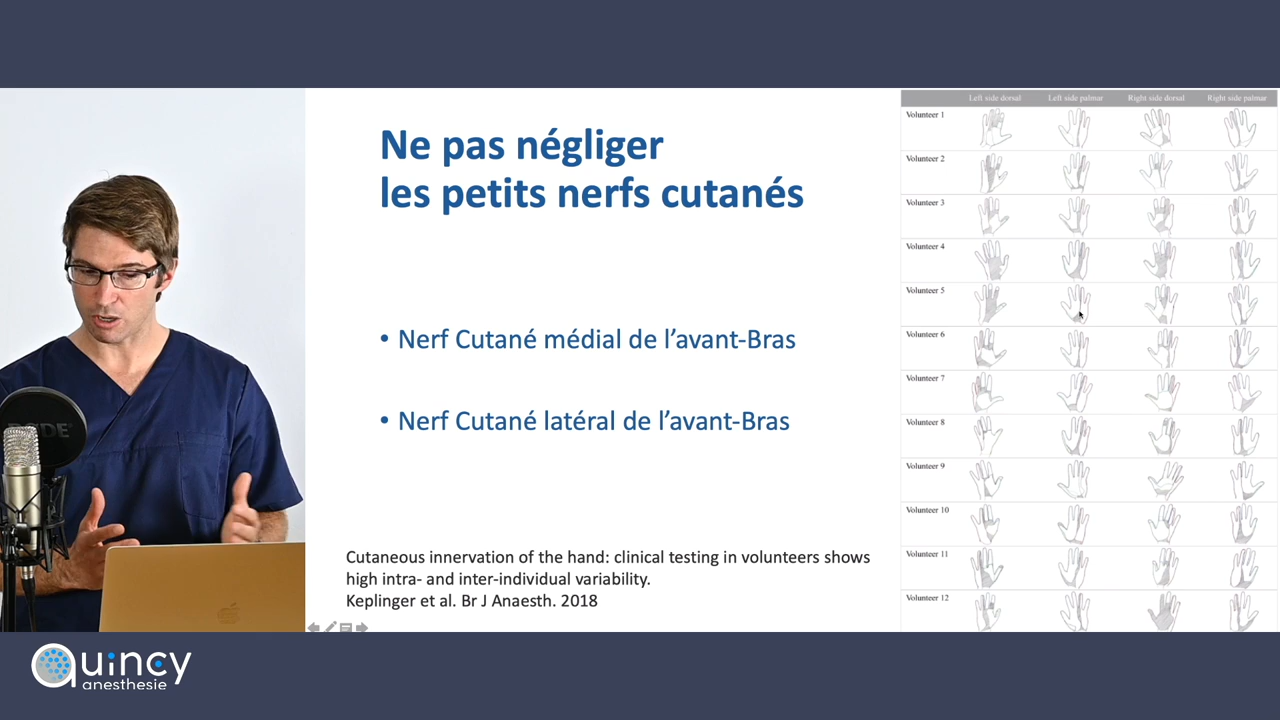 Ne pas négliger
les petits nerfs cutanés
• Nerf Cutané médial de l’avant-Bras
• Nerf Cutané latéral de l’avant-Bras
Cutaneous innervation of the hand: clinical testing in volunteers shows
high intra- and inter-individual variability.
Keplinger et al. Br J Anaesth. 2018
Left side dorsal Left side palmar Right side dorsal Right side palmar
Volunteer 1
Volunteer 2
Volunteer 3
Volunteer 4
Volunteer 5
Volunteer 6
Volunteer 7
Volunteer 8
Volunteer 9
Volunteer 10
Volunteer 11
Volunteer 12
RODE
Quincy
anesthesie